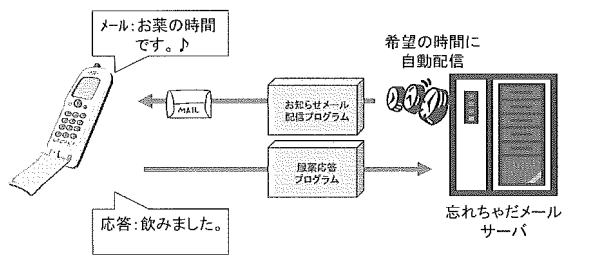 メール:お薬の時間
です。♪
希望の時間に
自動配信
MAIL
お知らせメール
配信プログラム
服薬応答
プログラム
応答:飲みました。
忘れちゃだメール
サーバ